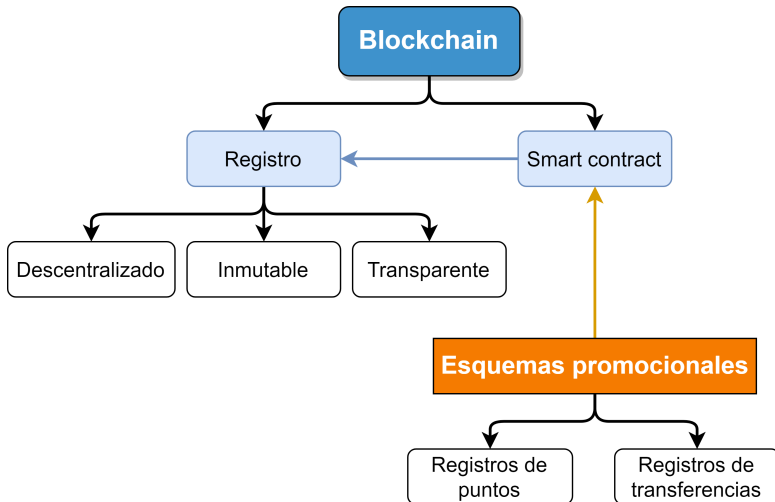 Blockchain
Registro
Smart contract
Descentralizado
Inmutable
Transparente
Esquemas promocionales
Registros de
puntos
Registros de
transferencias